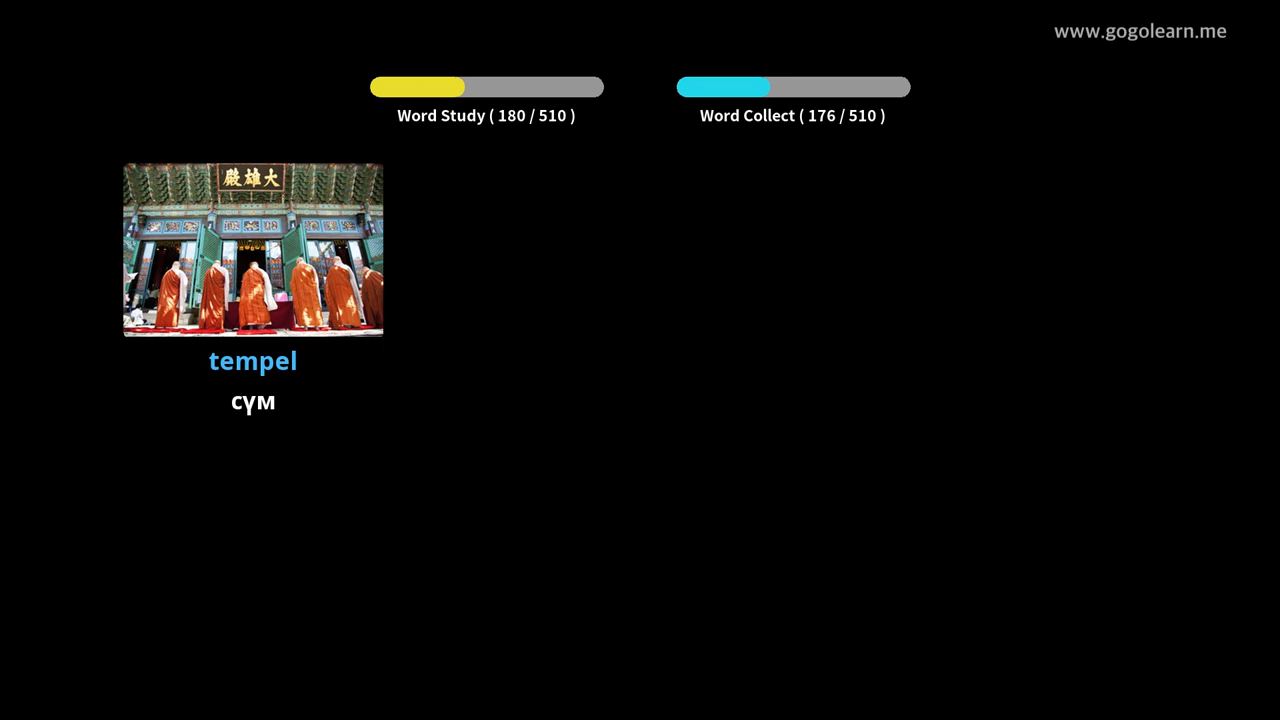 www.gogolearn.me
Word Study ( 180 / 510 )
Word Collect ( 176 / 510 )
殿雄大
tempel
сүм